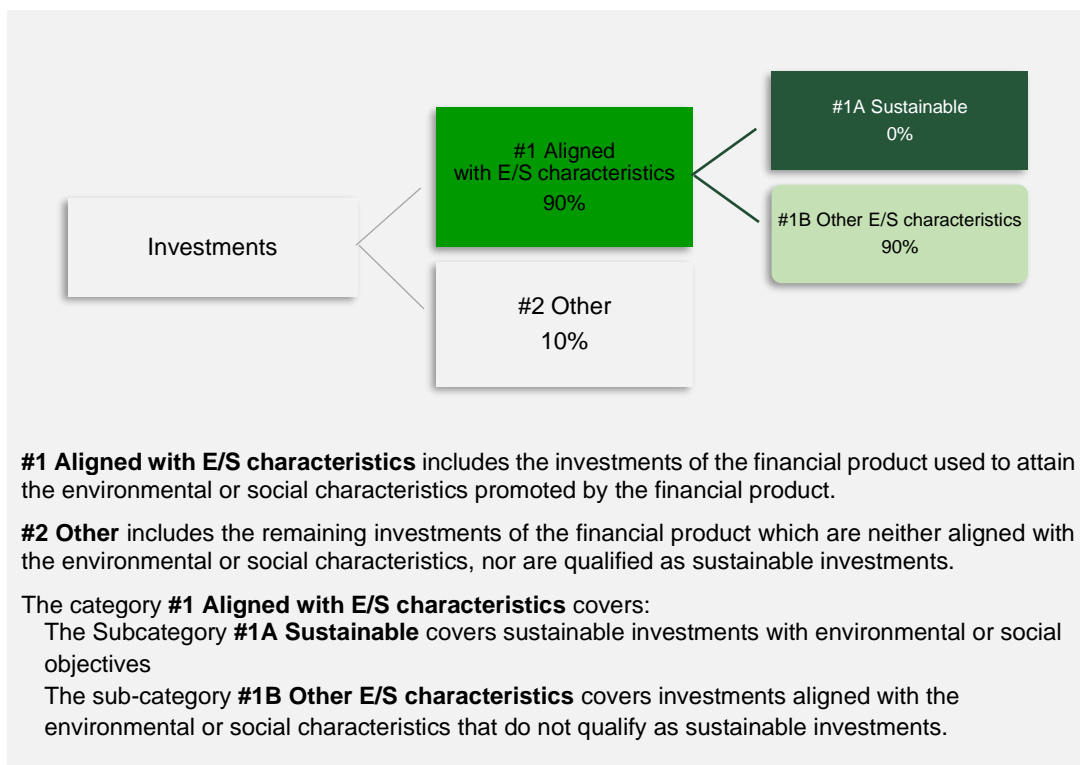 #1A Sustainable
0%
#1 Aligned
with E/S characteristics
90%
#1B Other E/S characteristics
90%
Investments
#2 Other
10%
#1 Aligned with E/S characteristics includes the investments of the financial product used to attain
the environmental or social characteristics promoted by the financial product.
#2 Other includes the remaining investments of the financial product which are neither aligned with
the environmental or social characteristics, nor are qualified as sustainable investments.
The category #1 Aligned with E/S characteristics covers:
The Subcategory #1A Sustainable covers sustainable investments with environmental or social
objectives
The sub-category #1B Other E/S characteristics covers investments aligned with the
environmental or social characteristics that do not qualify as sustainable investments.